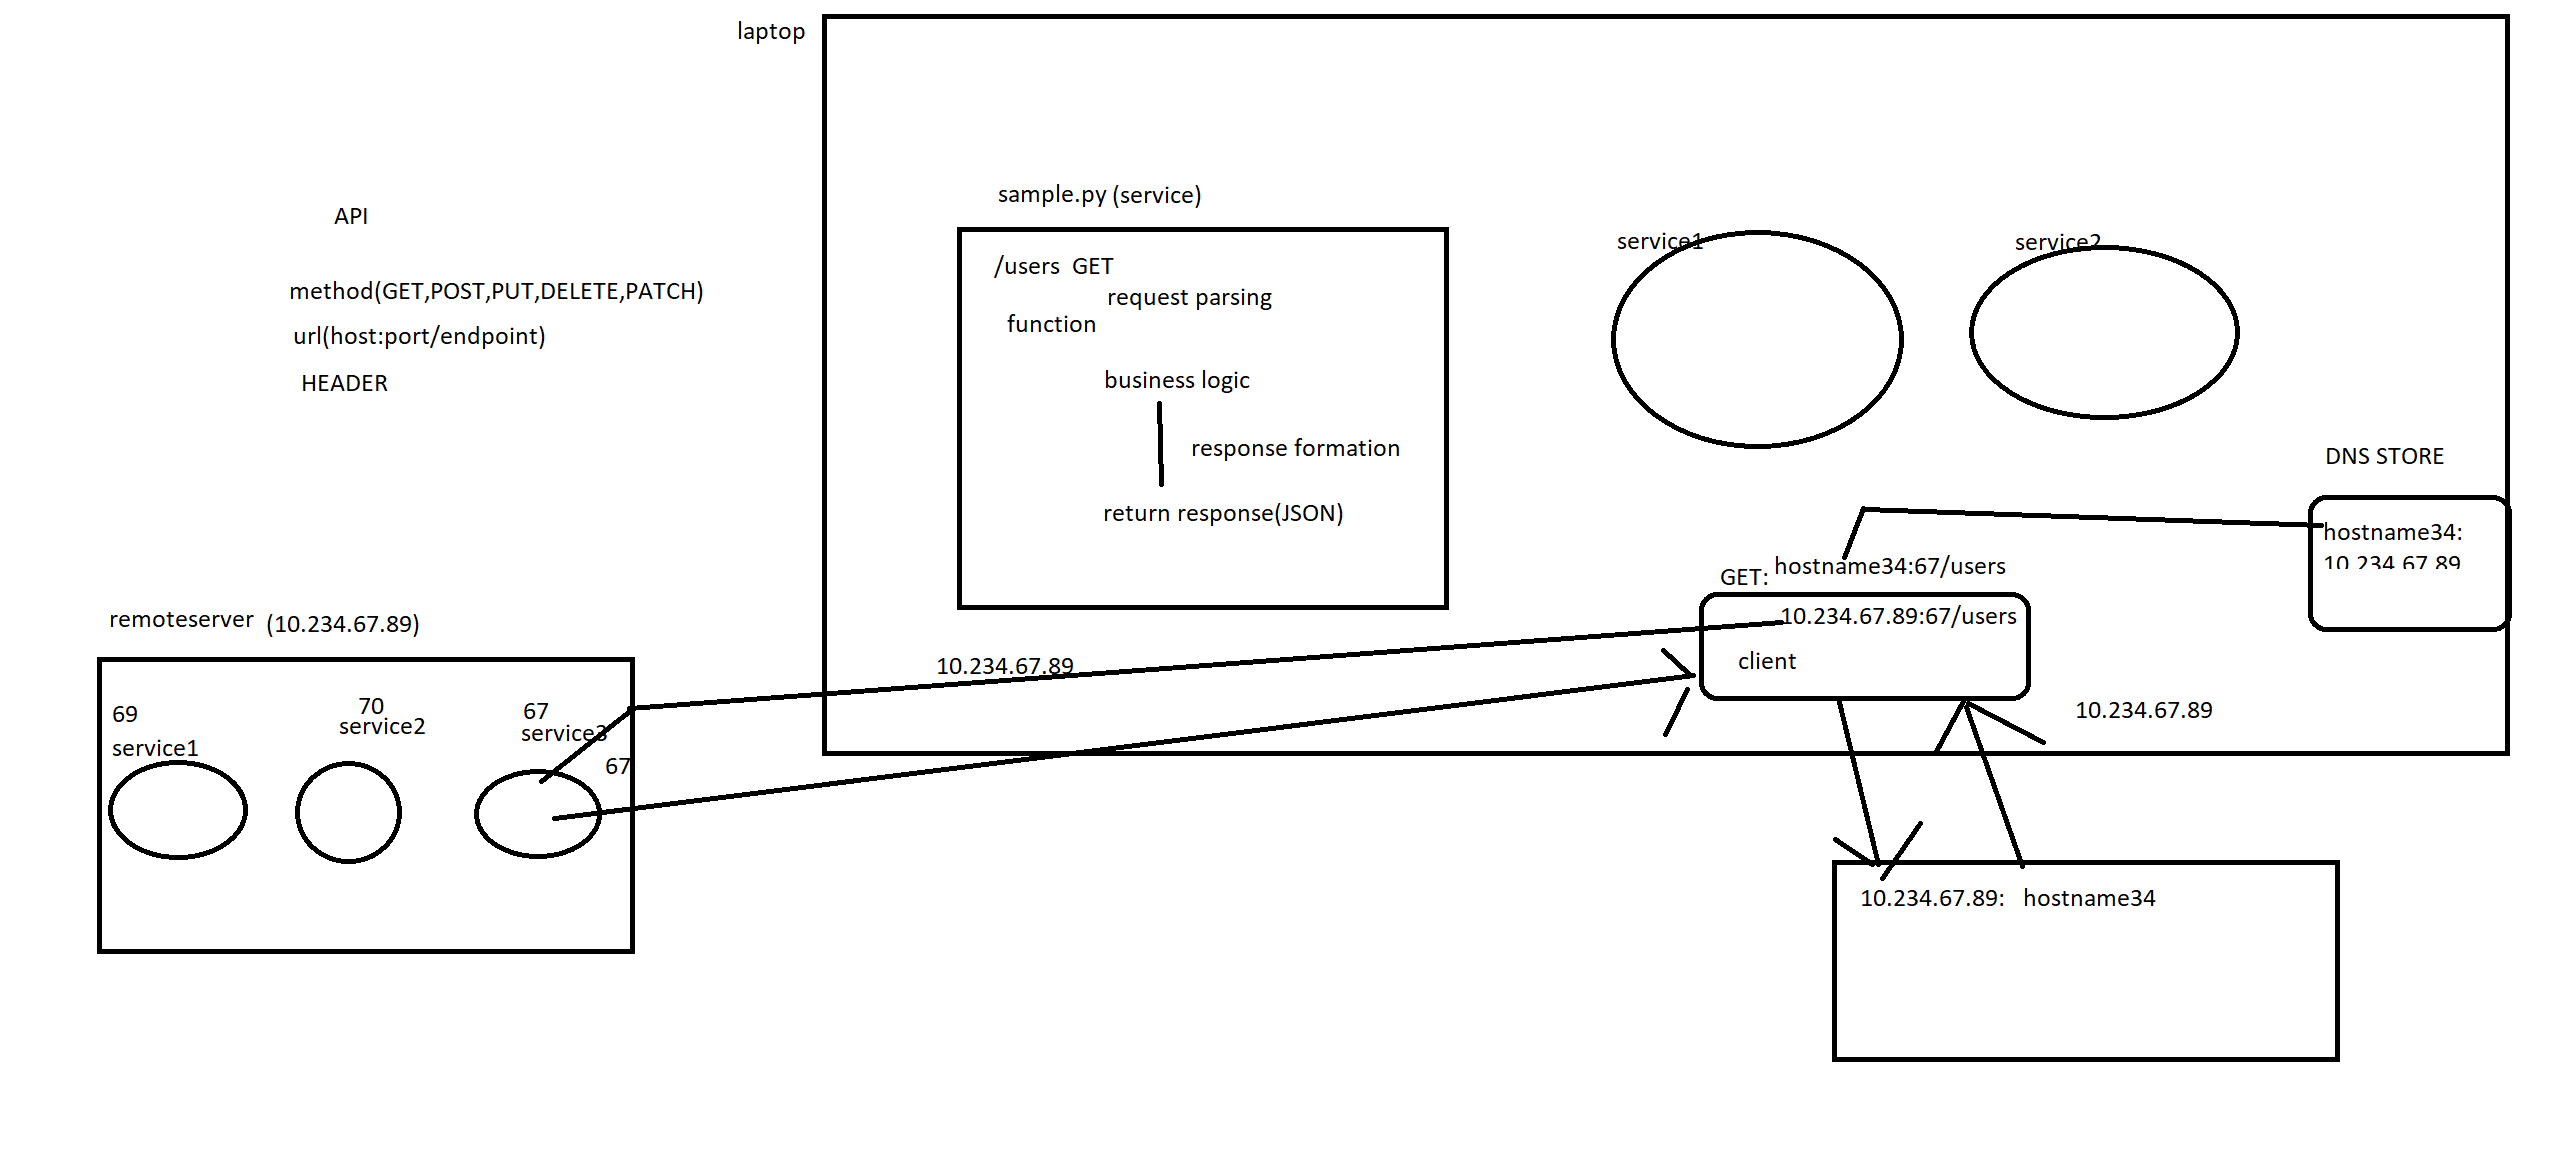 laptop
API
method(GET,POST,PUT,DELETE,PATCH)
url(host:port/endpoint)
HEADER
sample.py (service)
/users GET
request parsing
function
business logic
response formation
return response(JSON)
service1
service2
DNS STORE
hostname34:
10.234.67.89
GET: hostname34:67/users
10.234.67.89:67/users
client
10.234.67.89
10.234.67.89
remoteserver (10.234.67.89)
69
service1
70
service2
67
service3
67
10.234.67.89: hostname34